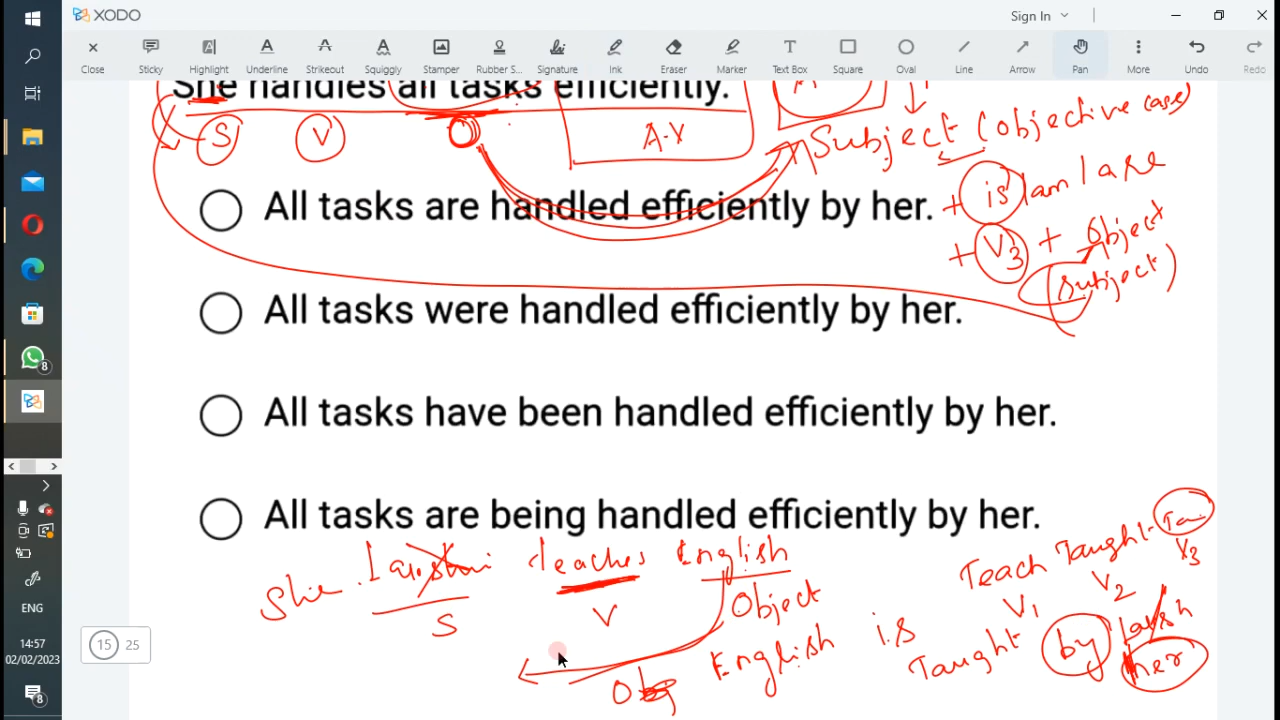 XODO
Sign In
Close Sticky Highlight Underline Strikeout Squiggly Stamper Rubber S... Signature Ink Eraser Marker Text Box Square Oval Line Arrow Pan More Undo Redo
She handles all tasks efficiently.
S V A.V
Subject (objective case)
All tasks are handled efficiently by her.
+ is/am/are
+ V3 + Object
(subject)
All tasks were handled efficiently by her.
All tasks have been handled efficiently by her.
All tasks are being handled efficiently by her.
She teaches English
S V Object
Teach Taught
V1 V2 V3
English is
Taught by her
8
ENG
14:57
02/02/2023
8
15 25